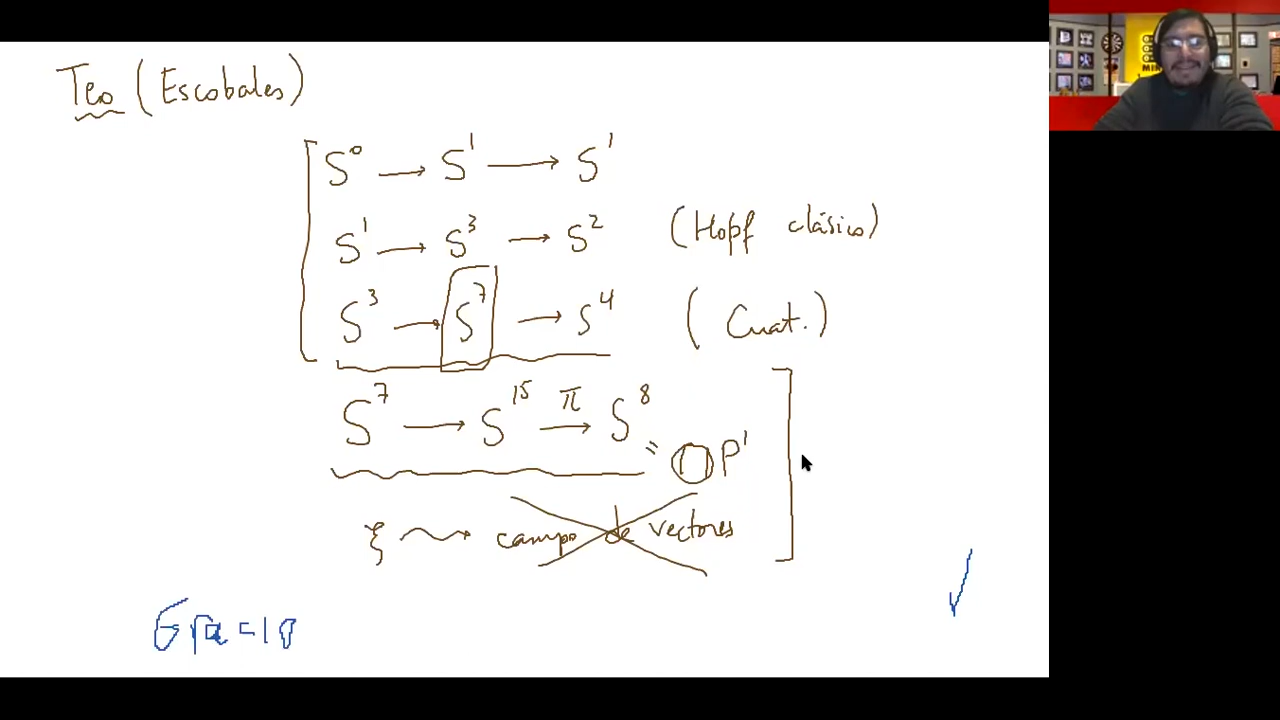 Teo (Escobales)
S⁰ → S¹ → S¹
S¹ → S³ → S² (Hopf clásico)
S³ → S⁷ → S⁴ (Cuat.)
S⁷ → S¹⁵ →π S⁸ = 𝕆P¹
ξ ⇝ campo de vectores